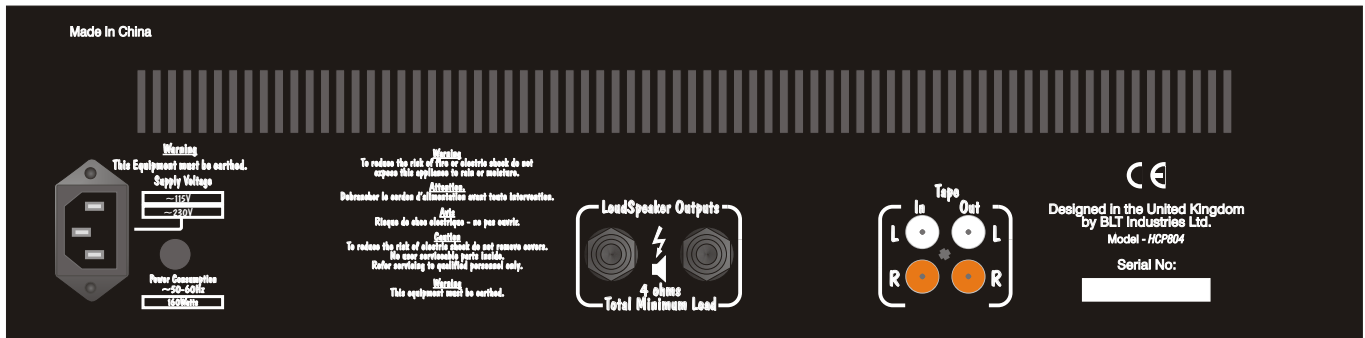 Made in China
Warning
This Equipment must be earthed.
Supply Voltage
~115V
~230V
Power Consumption
~50-60Hz
160Watts
Warning
To reduce the risk of fire or electric shock do not
expose this appliance to rain or moisture.
Attention.
Debrancher le cordon d'alimentation avant toute intervention.
Avis
Risque de choc electrique - ne pas ouvrir.
Caution
To reduce the risk of electric shock do not remove covers.
No user serviceable parts inside.
Refer servicing to qualified personnel only.
Warning
This equipment must be earthed.
LoudSpeaker Outputs
4 ohms
Total Minimum Load
Tape
In Out
L L
R R
CE
Designed in the United Kingdom
by BLT Industries Ltd.
Model - HCP804
Serial No: